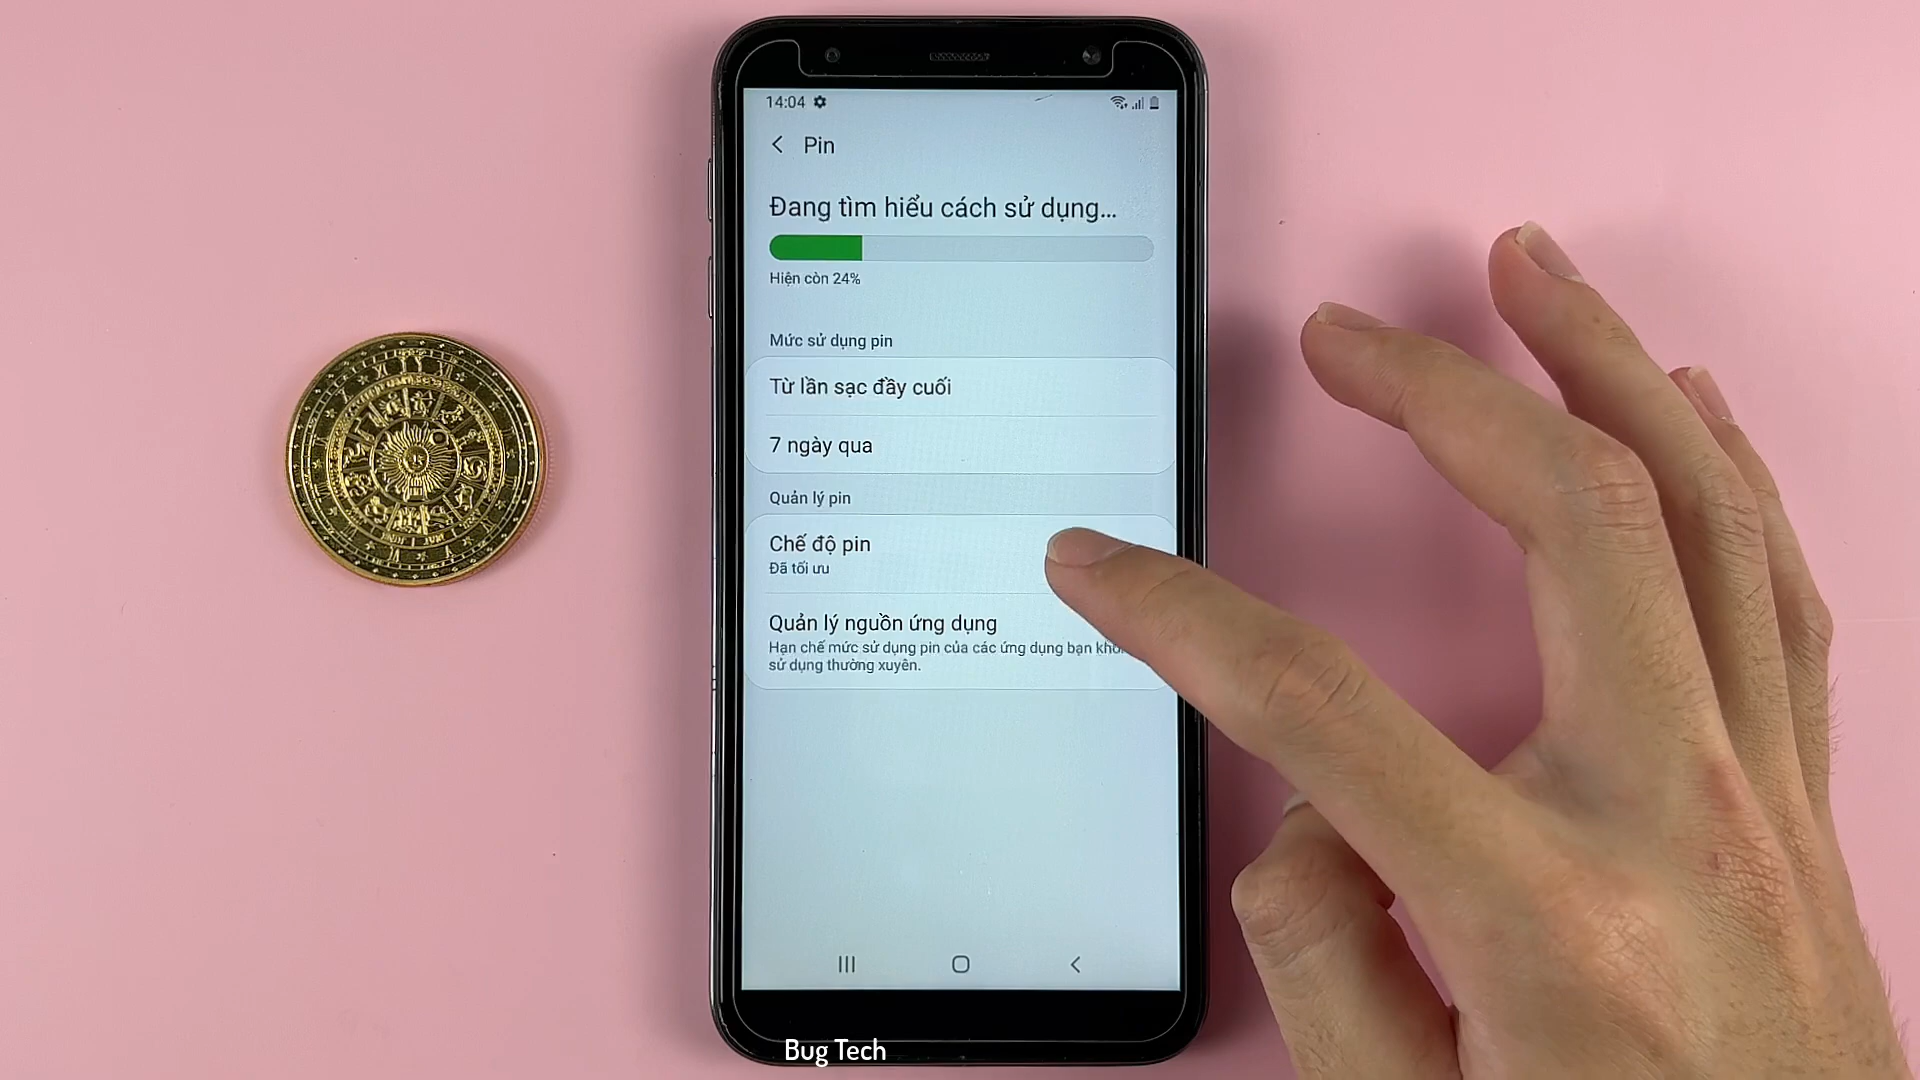 14:04
Pin
Đang tìm hiểu cách sử dụng...
Hiện còn 24%
Mức sử dụng pin
Từ lần sạc đầy cuối
7 ngày qua
Quản lý pin
Chế độ pin
Đã tối ưu
Quản lý nguồn ứng dụng
Hạn chế mức sử dụng pin của các ứng dụng bạn
sử dụng thường xuyên.
Bug Tech